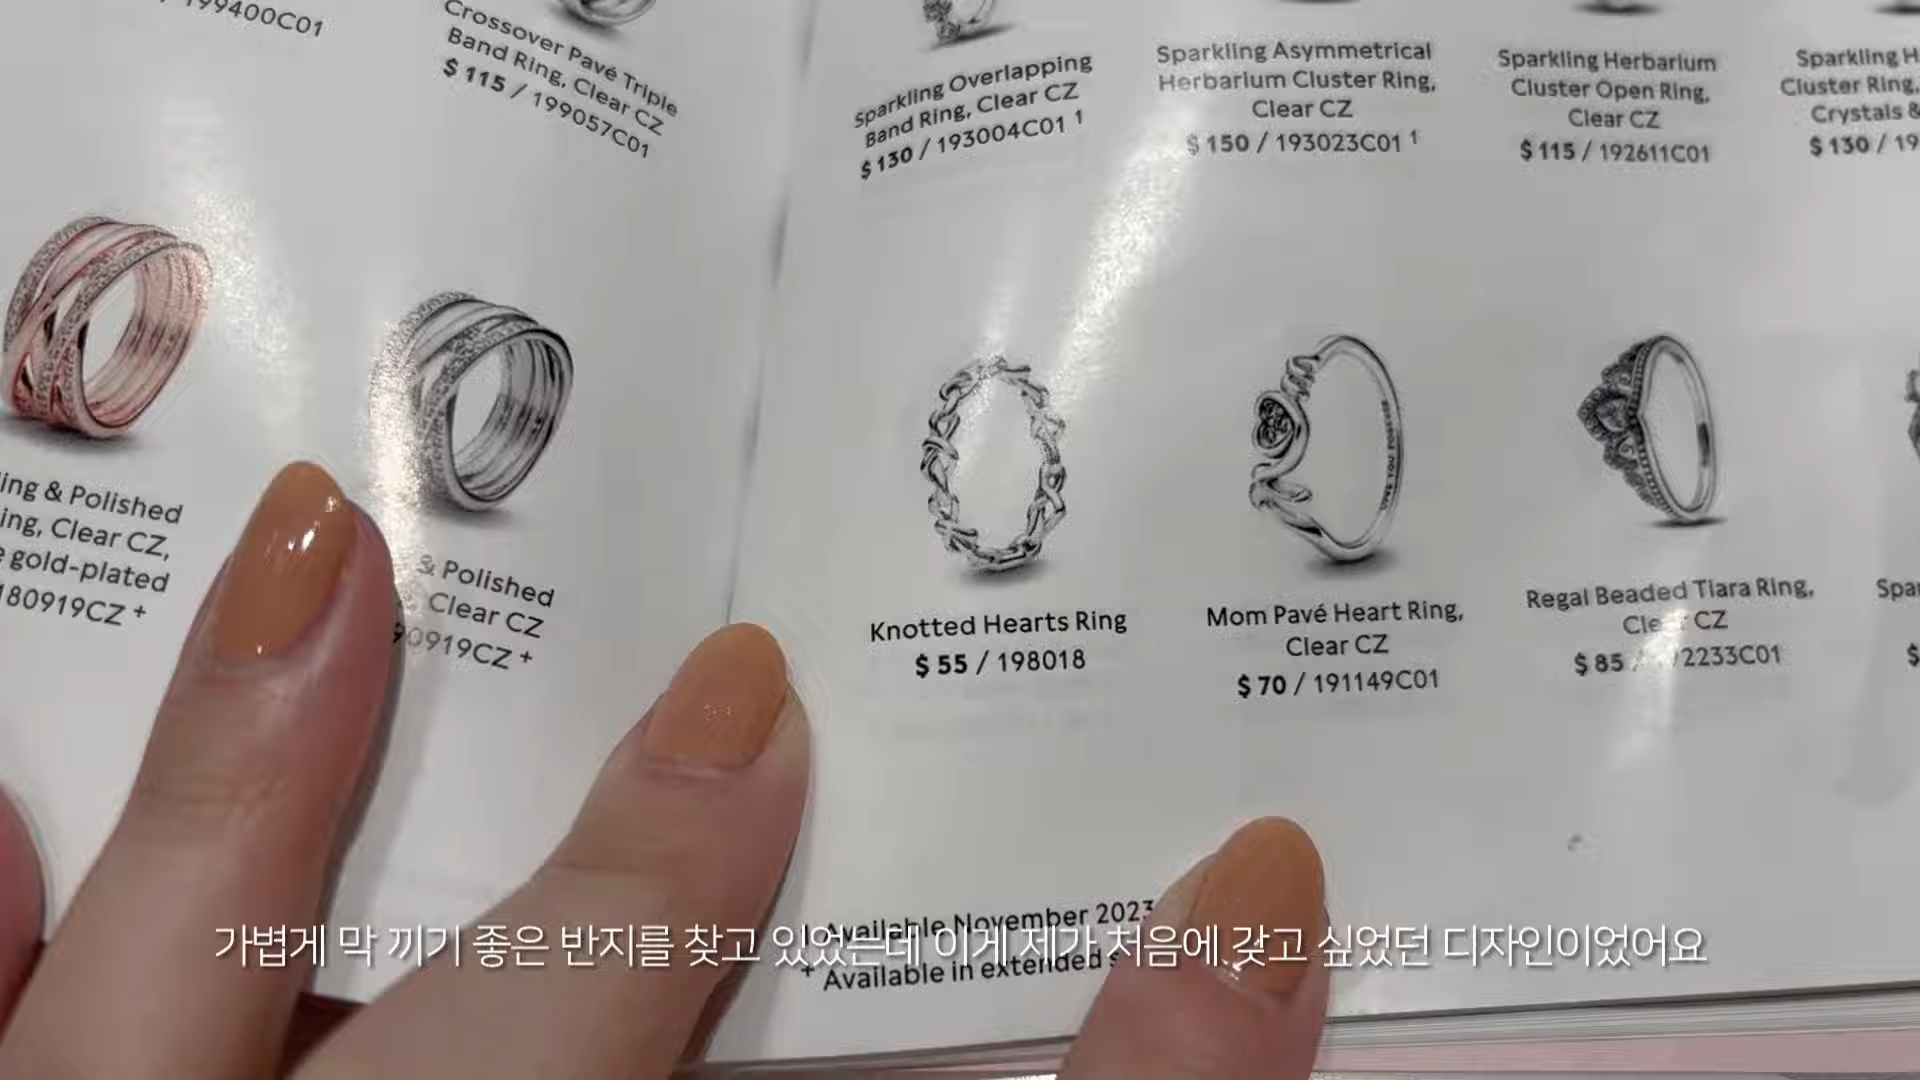 199400C01
Crossover Pavé Triple
Band Ring, Clear CZ
$ 115 / 199057C01
Sparkling Overlapping
Band Ring, Clear CZ
$ 130 / 193004C01 1
Sparkling Asymmetrical
Herbarium Cluster Ring,
Clear CZ
$ 150 / 193023C01 1
Sparkling Herbarium
Cluster Open Ring,
Clear CZ
$ 115 / 192611C01
Sparkling H
Cluster Ring,
Crystals &
$ 130 / 19
ing & Polished
ing, Clear CZ,
gold-plated
180919CZ +
& Polished
Clear CZ
90919CZ +
Knotted Hearts Ring
$ 55 / 198018
Mom Pavé Heart Ring,
Clear CZ
$ 70 / 191149C01
Regal Beaded Tiara Ring,
CZ
$ 85 / 2233C01
Spar
$
1 Available November 2023
+ Available in extended s
가볍게 막 끼기 좋은 반지를 찾고 있었는데 이게 제가 처음에 갖고 싶었던 디자인이었어요